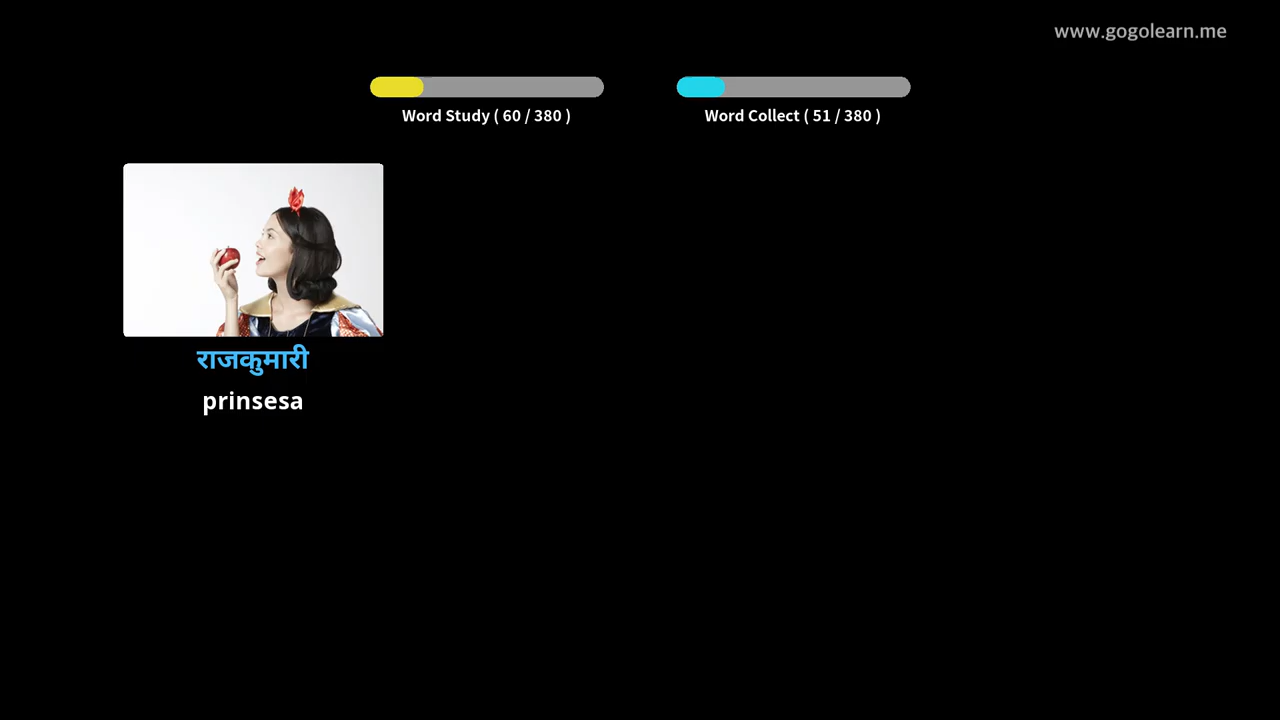 www.gogolearn.me
Word Study ( 60 / 380 )
Word Collect ( 51 / 380 )
राजकुमारी
prinsesa